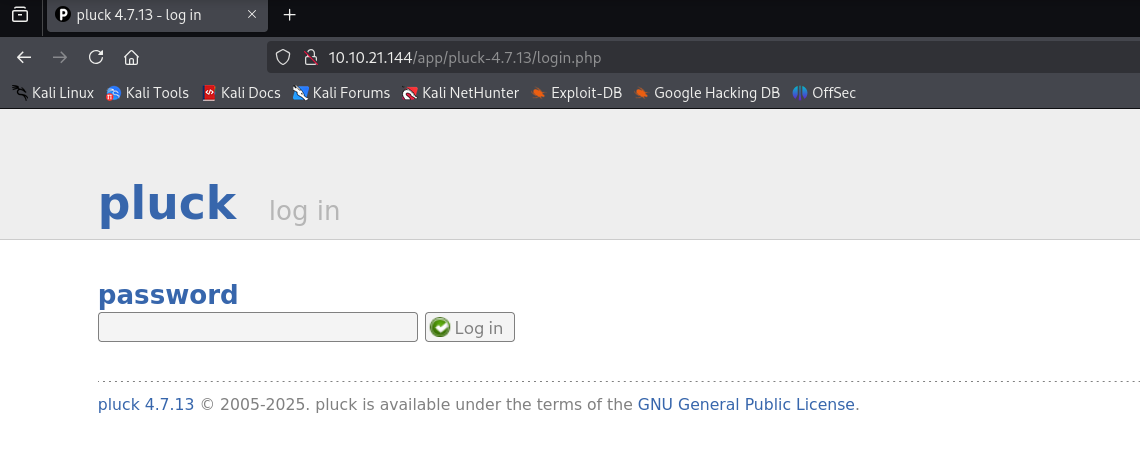 pluck 4.7.13 - log in
10.10.21.144/app/pluck-4.7.13/login.php
Kali Linux Kali Tools Kali Docs Kali Forums Kali NetHunter Exploit-DB Google Hacking DB OffSec
pluck log in
password
Log in
pluck 4.7.13 © 2005-2025. pluck is available under the terms of the GNU General Public License.